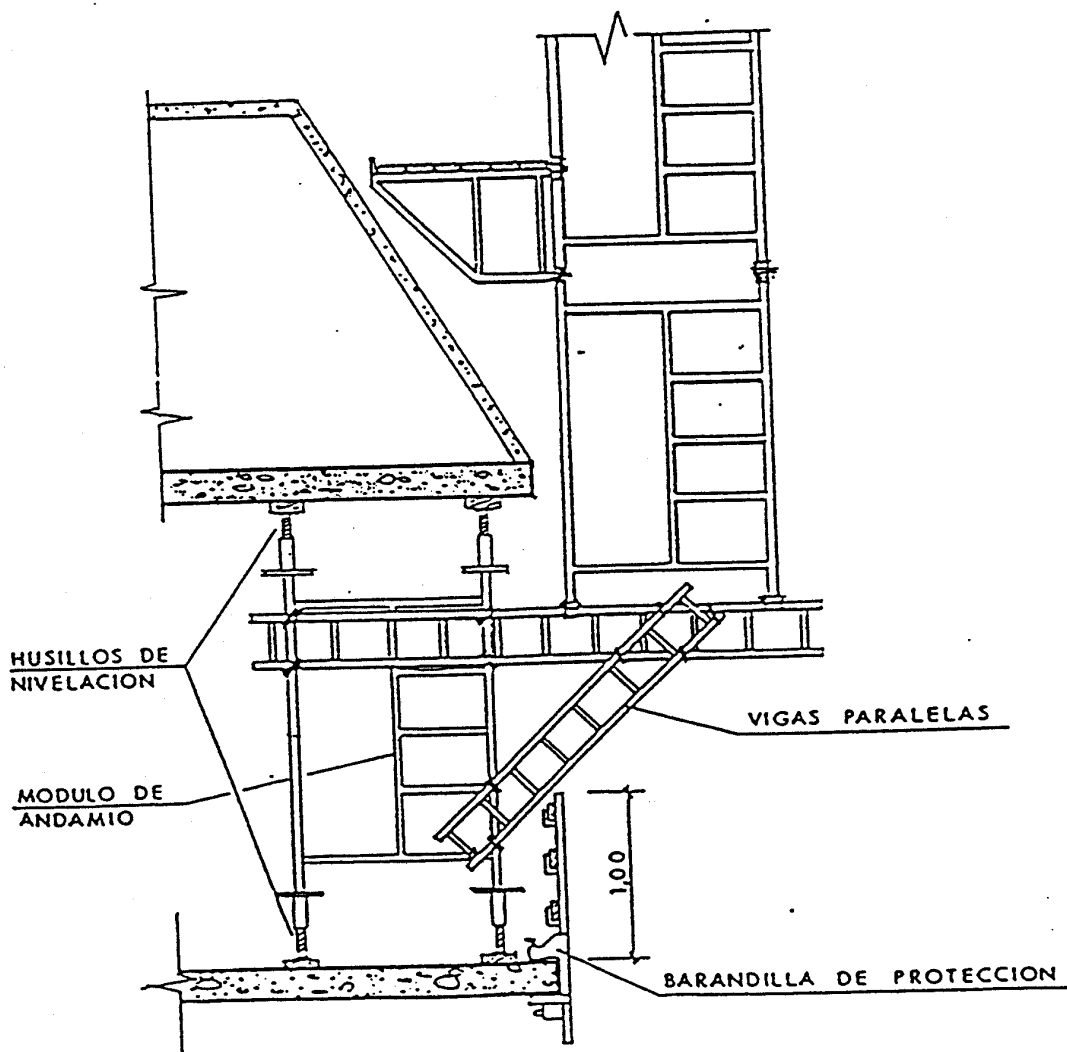 HUSILLOS DE
NIVELACION
VIGAS PARALELAS
MODULO DE
ANDAMIO
1,00
BARANDILLA DE PROTECCION